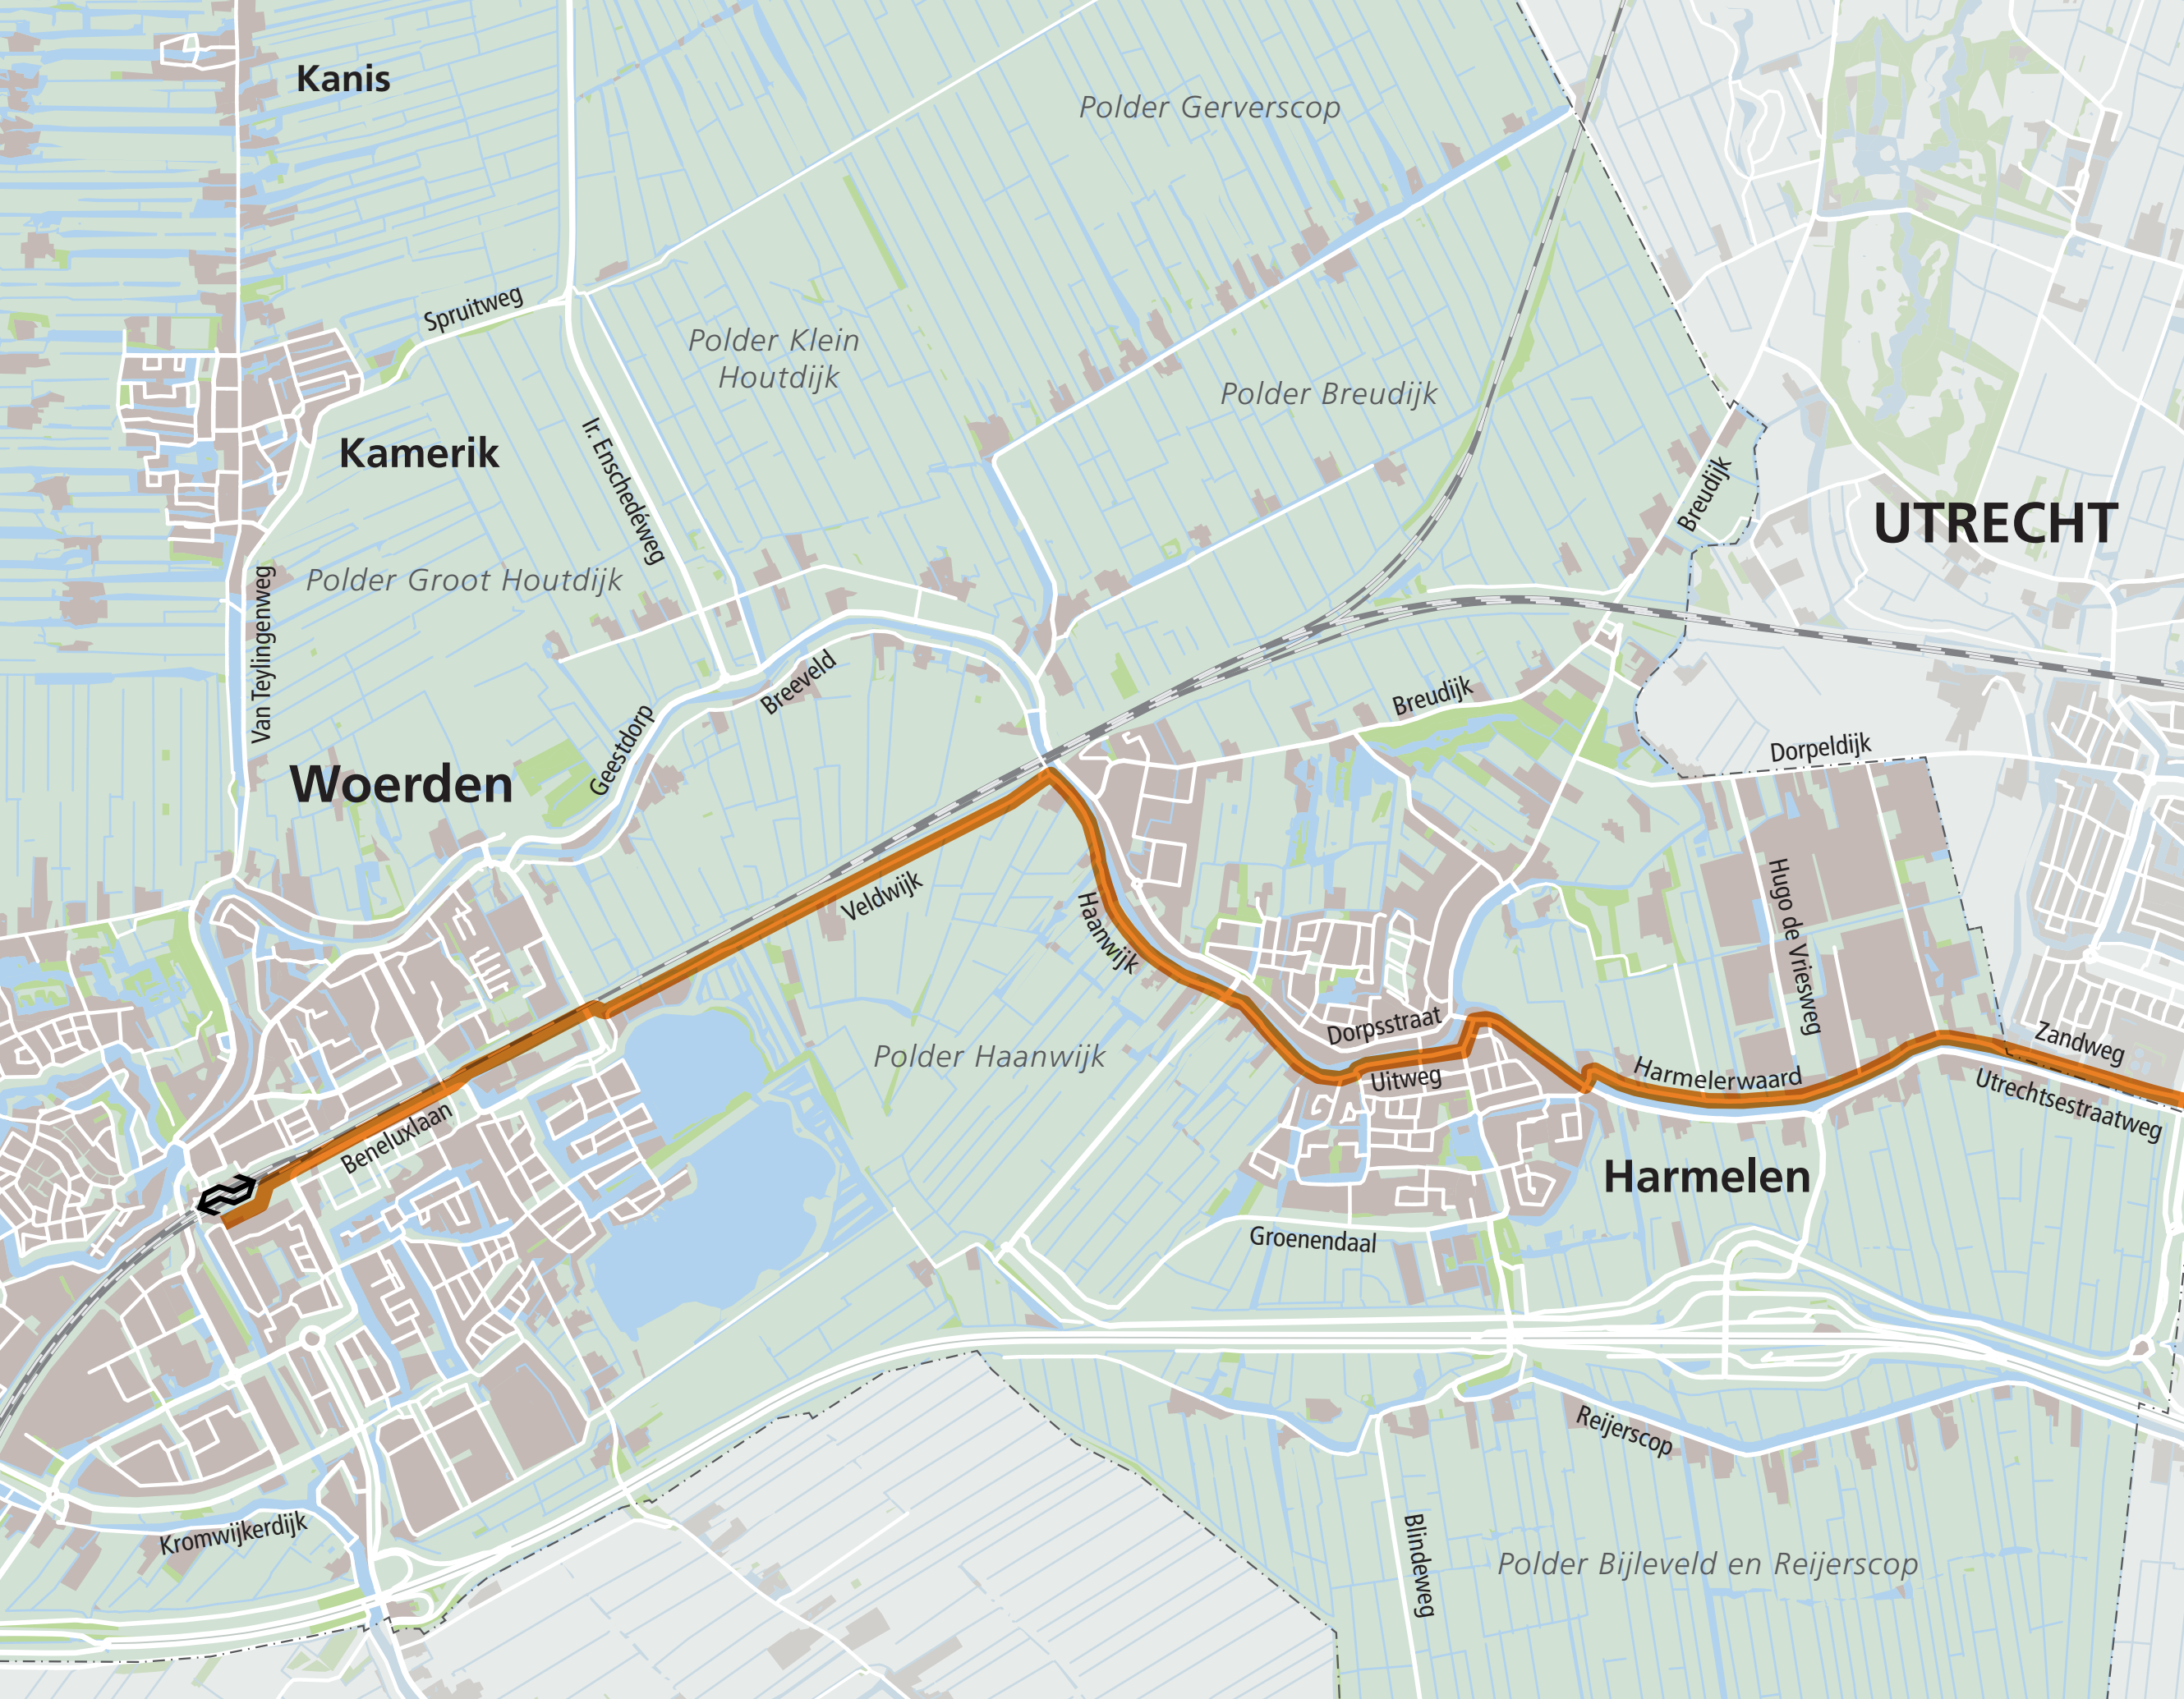 Kanis
Polder Gerverscop
Spruitweg
Polder Klein
Houtdijk
Polder Breudijk
Kamerik
Ir. Enschedéweg
Breudijk
UTRECHT
Polder Groot Houtdijk
Van Teylingenweg
Breeveld
Breudijk
Geestdorp
Dorpeldijk
Woerden
Veldwijk
Haanwijk
Hugo de Vriesweg
Dorpsstraat
Zandweg
Polder Haanwijk
Uitweg
Harmelerwaard
Utrechtsestraatweg
Beneluxlaan
Harmelen
Groenendaal
Reijerscop
Kromwijkerdijk
Blindeweg
Polder Bijleveld en Reijerscop